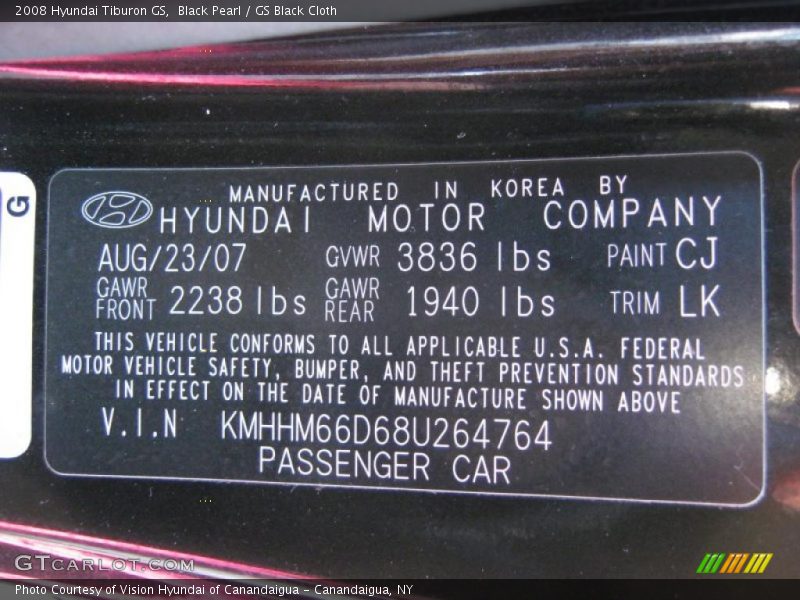 2008 Hyundai Tiburon GS,  Black Pearl / GS Black Cloth
G
MANUFACTURED IN KOREA BY
HYUNDAI MOTOR COMPANY
AUG/23/07 GVWR 3836 lbs PAINT CJ
GAWR FRONT 2238 lbs GAWR REAR 1940 lbs TRIM LK
THIS VEHICLE CONFORMS TO ALL APPLICABLE U.S.A. FEDERAL
MOTOR VEHICLE SAFETY, BUMPER, AND THEFT PREVENTION STANDARDS
IN EFFECT ON THE DATE OF MANUFACTURE SHOWN ABOVE
V.I.N KMHHM66D68U264764
PASSENGER CAR
GTCARLOT.COM
Photo Courtesy of Vision Hyundai of Canandaigua – Canandaigua, NY